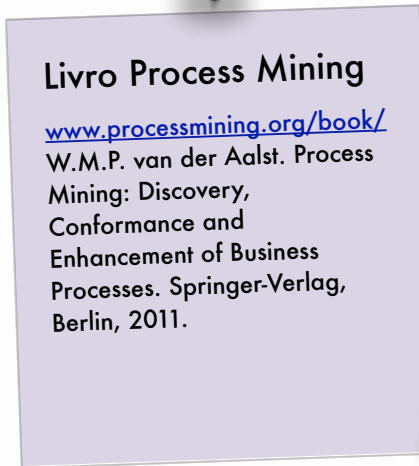 Livro Process Mining
www.processmining.org/book/
W.M.P. van der Aalst. Process
Mining: Discovery,
Conformance and
Enhancement of Business
Processes. Springer-Verlag,
Berlin, 2011.